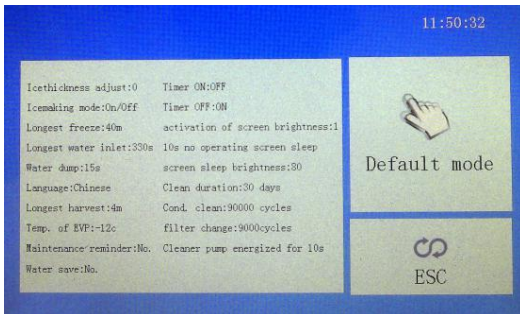 11:50:32
Icethickness adjust:0
Icemaking mode:On/Off
Longest freeze:40m
Longest water inlet:330s
Water dump:15s
Language:Chinese
Longest harvest:4m
Temp. of EVP:-12c
Maintenance reminder:No.
Water save:No.
Timer ON:OFF
Timer OFF:ON
activation of screen brightness:1
10s no operating screen sleep
screen sleep brightness:80
Clean duration:30 days
Cond. clean:90000 cycles
filter change:9000cycles
Cleaner pump energized for 10s
Default mode
ESC